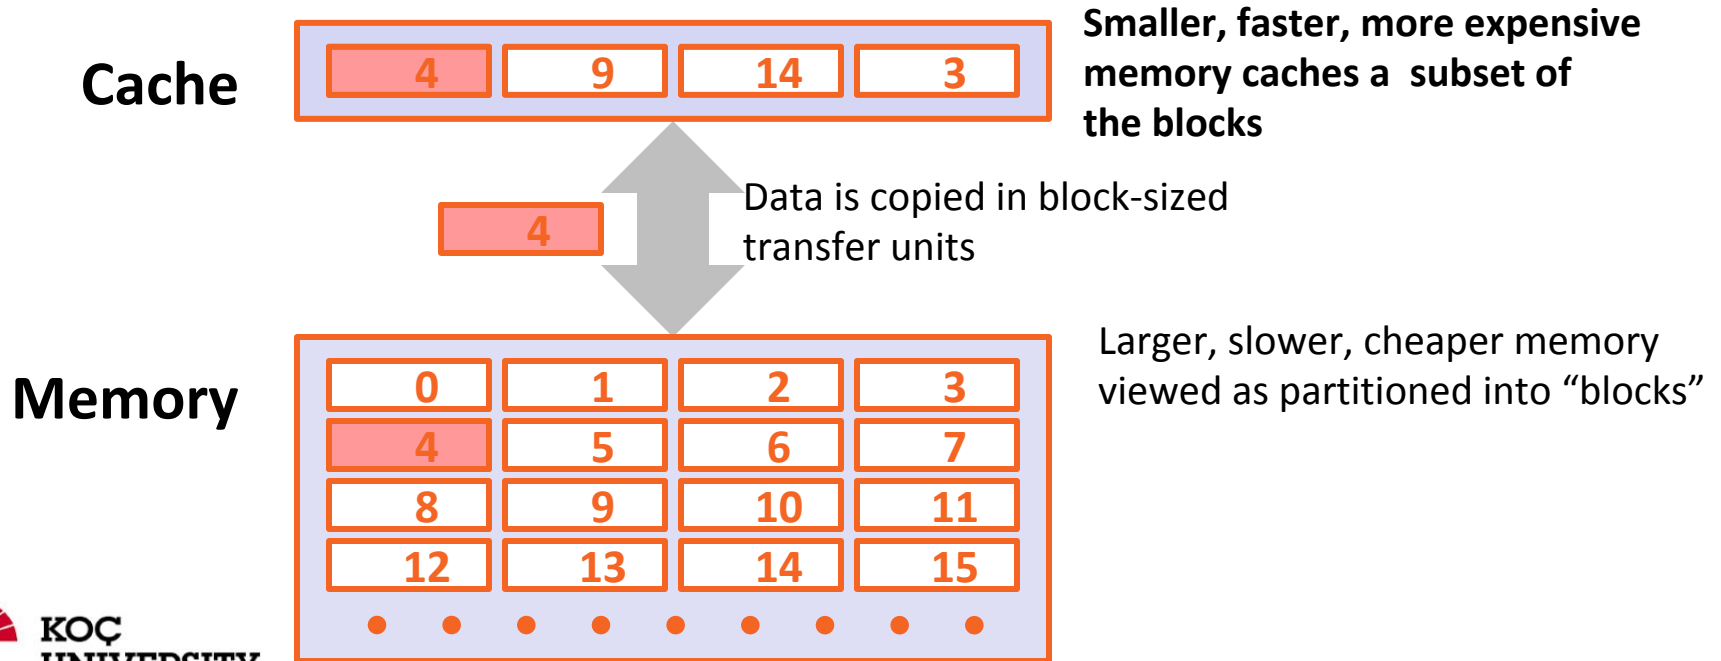 Cache
4 9 14 3
Smaller, faster, more expensive
memory caches a subset of
the blocks
4
Data is copied in block-sized
transfer units
Memory
0 1 2 3
4 5 6 7
8 9 10 11
12 13 14 15
Larger, slower, cheaper memory
viewed as partitioned into “blocks”
KOÇ
UNIVERSITY